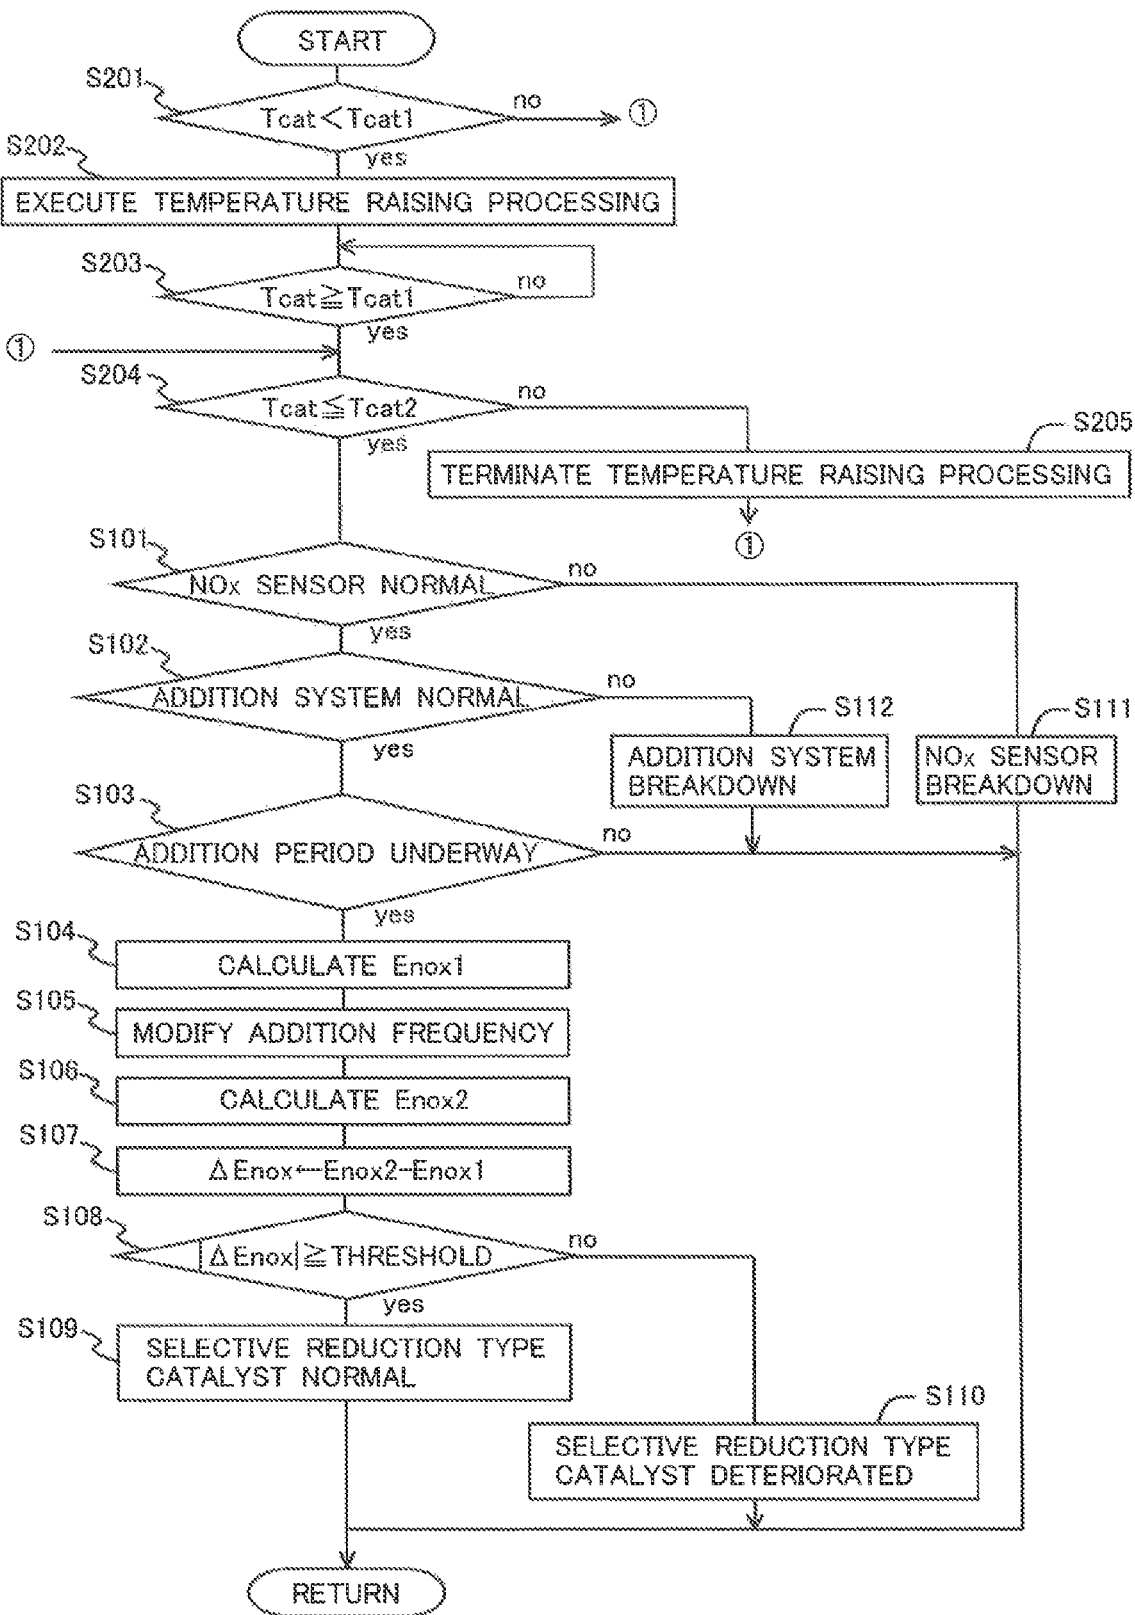 START
S201
Tcat<Tcat1
no
①
yes
S202
EXECUTE TEMPERATURE RAISING PROCESSING
S203
Tcat≧Tcat1
no
yes
①
S204
Tcat≦Tcat2
no
yes
S205
TERMINATE TEMPERATURE RAISING PROCESSING
①
S101
NOx SENSOR NORMAL
no
yes
S102
ADDITION SYSTEM NORMAL
no
yes
S112
ADDITION SYSTEM
BREAKDOWN
S111
NOx SENSOR
BREAKDOWN
S103
ADDITION PERIOD UNDERWAY
no
yes
S104
CALCULATE Enox1
S105
MODIFY ADDITION FREQUENCY
S106
CALCULATE Enox2
S107
ΔEnox←Enox2-Enox1
S108
|ΔEnox|≧THRESHOLD
no
yes
S109
SELECTIVE REDUCTION TYPE
CATALYST NORMAL
S110
SELECTIVE REDUCTION TYPE
CATALYST DETERIORATED
RETURN